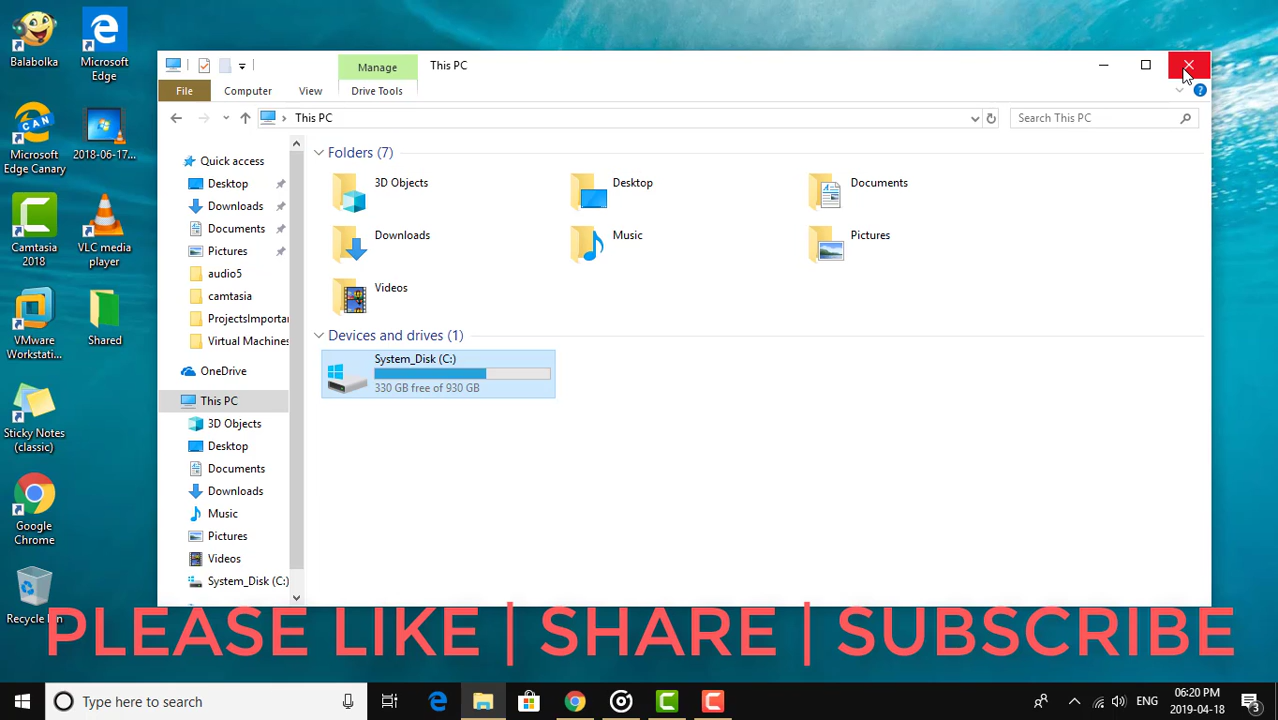 Balabolka
Microsoft
Edge
Microsoft
Edge Canary
2018-06-17...
Camtasia
2018
VLC media
player
VMware
Workstati...
Shared
Sticky Notes
(classic)
Google
Chrome
Manage
This PC
File
Computer
View
Drive Tools
This PC
Search This PC
Quick access
Desktop
Downloads
Documents
Pictures
audio5
camtasia
ProjectsImportar
Virtual Machines
OneDrive
This PC
3D Objects
Desktop
Documents
Downloads
Music
Pictures
Videos
System_Disk (C:)
Folders (7)
3D Objects
Desktop
Documents
Downloads
Music
Pictures
Videos
Devices and drives (1)
System_Disk (C:)
330 GB free of 930 GB
PLEASE LIKE | SHARE | SUBSCRIBE
Type here to search
ENG
06:20 PM
2019-04-18
3